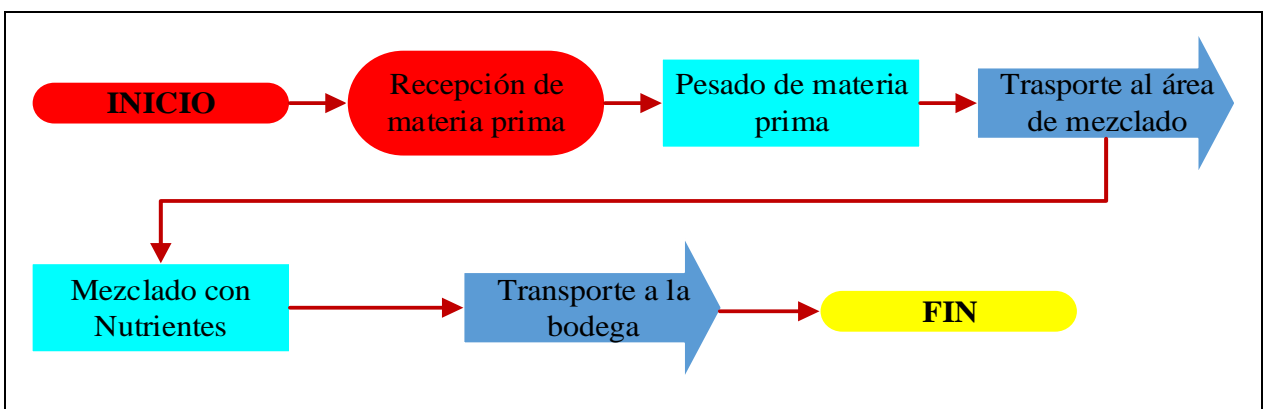 INICIO
Recepción de
materia prima
Pesado de materia
prima
Trasporte al área
de mezclado
Mezclado con
Nutrientes
Transporte a la
bodega
FIN